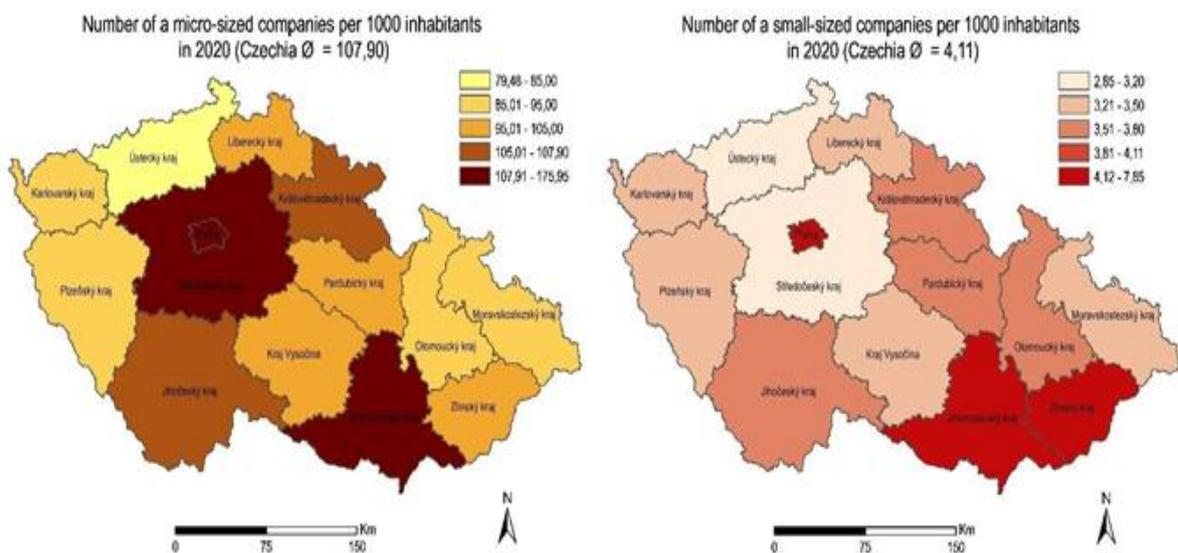 Number of a micro-sized companies per 1000 inhabitants
in 2020 (Czechia Ø = 107,90)
79,46 - 85,00
85,01 - 95,00
95,01 - 105,00
105,01 - 107,90
107,91 - 175,95
Ústecký kraj
Liberecký kraj
Karlovarský kraj
Královéhradecký kraj
Plzeňský kraj
Pardubický kraj
Moravskoslezský kraj
Olomoucký kraj
Kraj Vysočina
Jihočeský kraj
Zlínský kraj
N
Km
0 75 150
Number of a small-sized companies per 1000 inhabitants
in 2020 (Czechia Ø = 4,11)
2,85 - 3,20
3,21 - 3,50
3,51 - 3,80
3,81 - 4,11
4,12 - 7,85
Ústecký kraj
Liberecký kraj
Karlovarský kraj
Královéhradecký kraj
Plzeňský kraj
Středočeský kraj
Pardubický kraj
Moravskoslezský kraj
Olomoucký kraj
Kraj Vysočina
Jihočeský kraj
Jihomoravský kraj
Zlínský kraj
N
Km
0 75 150